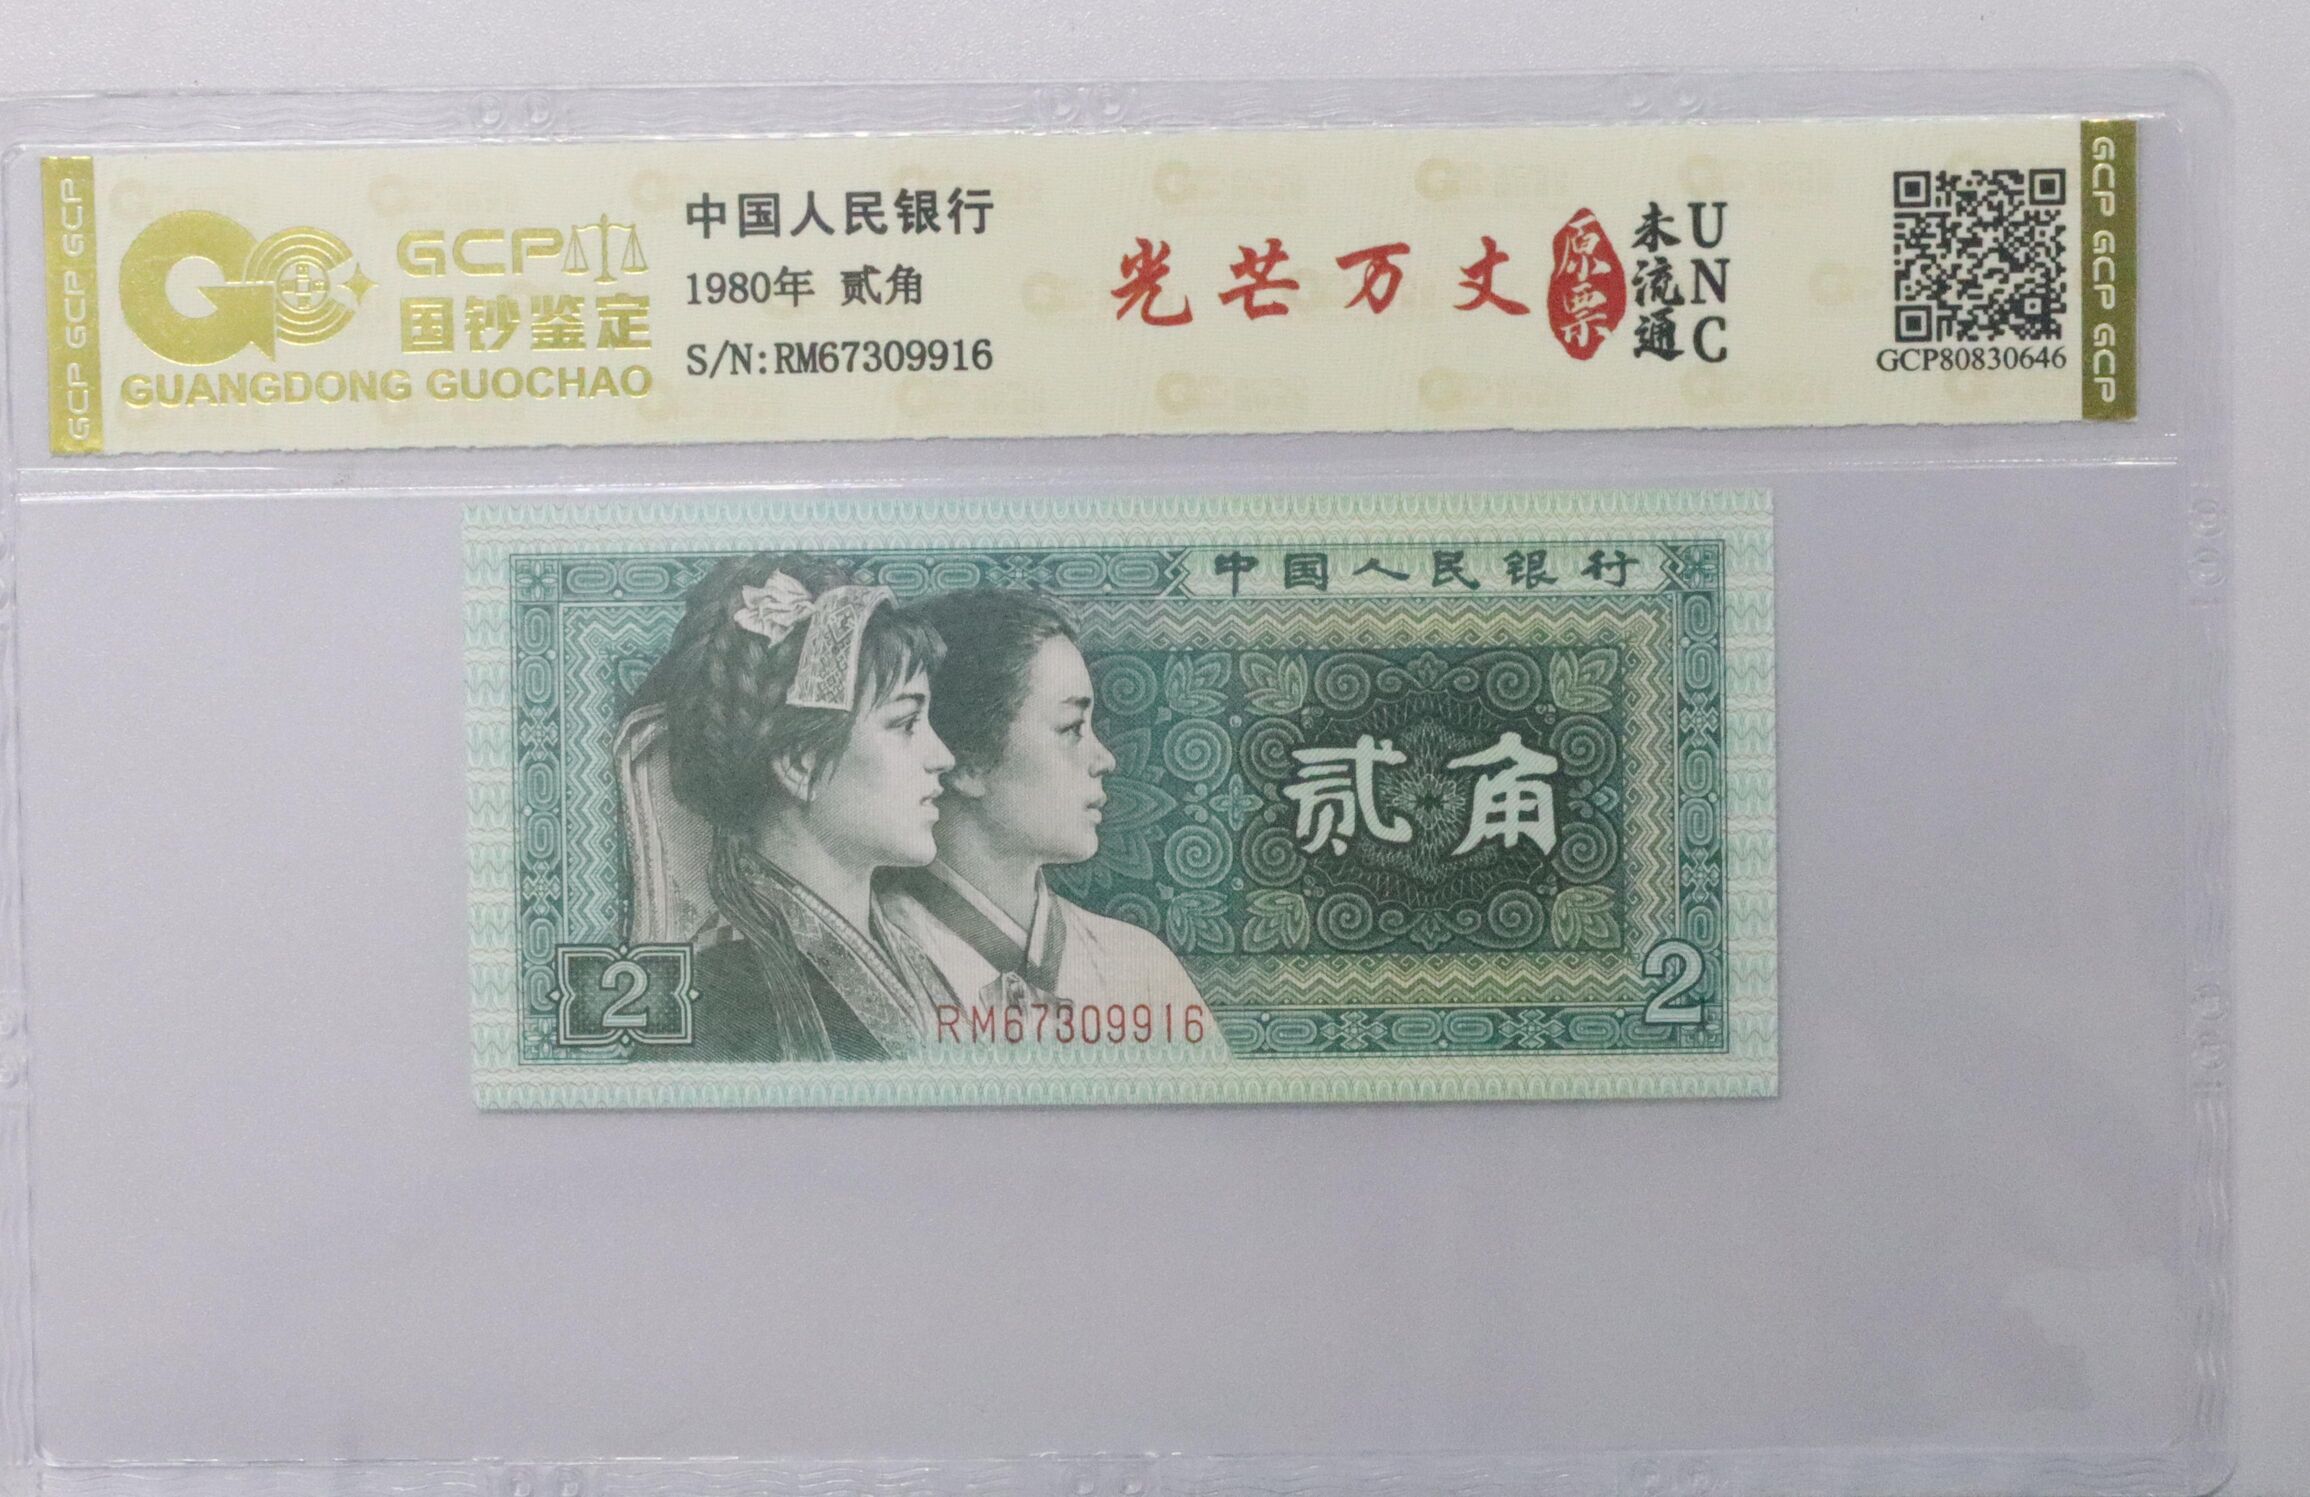 GCP GCP GCP
GCP
国钞鉴定
GUANGDONG GUOCHAO
中国人民银行
1980年 贰角
S/N:RM67309916
光芒万丈
原票
未流通
UNC
GCP80830646
GCP GCP GCP
中国人民银行
贰角
2
2
RM67309916